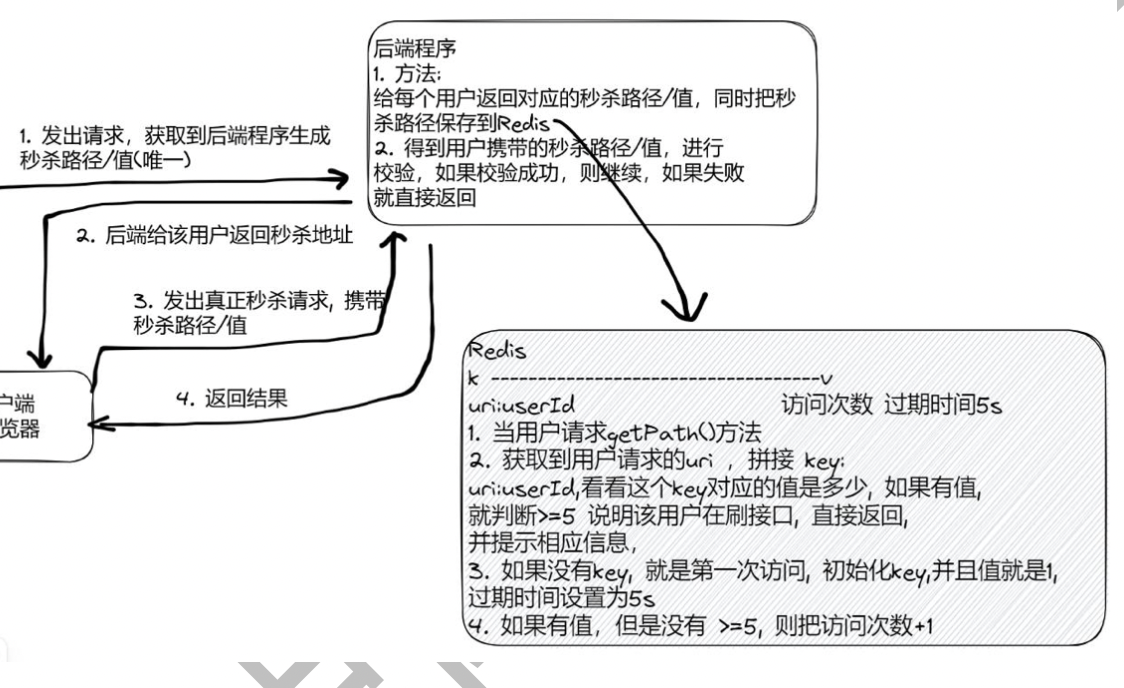 后端程序
1. 方法:
给每个用户返回对应的秒杀路径/值，同时把秒
杀路径保存到Redis
2. 得到用户携带的秒杀路径/值，进行
校验，如果校验成功，则继续，如果失败
就直接返回
1. 发出请求，获取到后端程序生成
秒杀路径/值(唯一)
2. 后端给该用户返回秒杀地址
3. 发出真正秒杀请求, 携带
秒杀路径/值
4. 返回结果
户端
览器
Redis
k -----------------------------------v
uri:userId 访问次数 过期时间5s
1. 当用户请求getPath()方法
2. 获取到用户请求的uri ，拼接 key:
uri:userId,看看这个key对应的值是多少, 如果有值,
就判断>=5 说明该用户在刷接口, 直接返回,
并提示相应信息,
3. 如果没有key, 就是第一次访问, 初始化key,并且值就是1,
过期时间设置为5s
4. 如果有值，但是没有 >=5, 则把访问次数+1